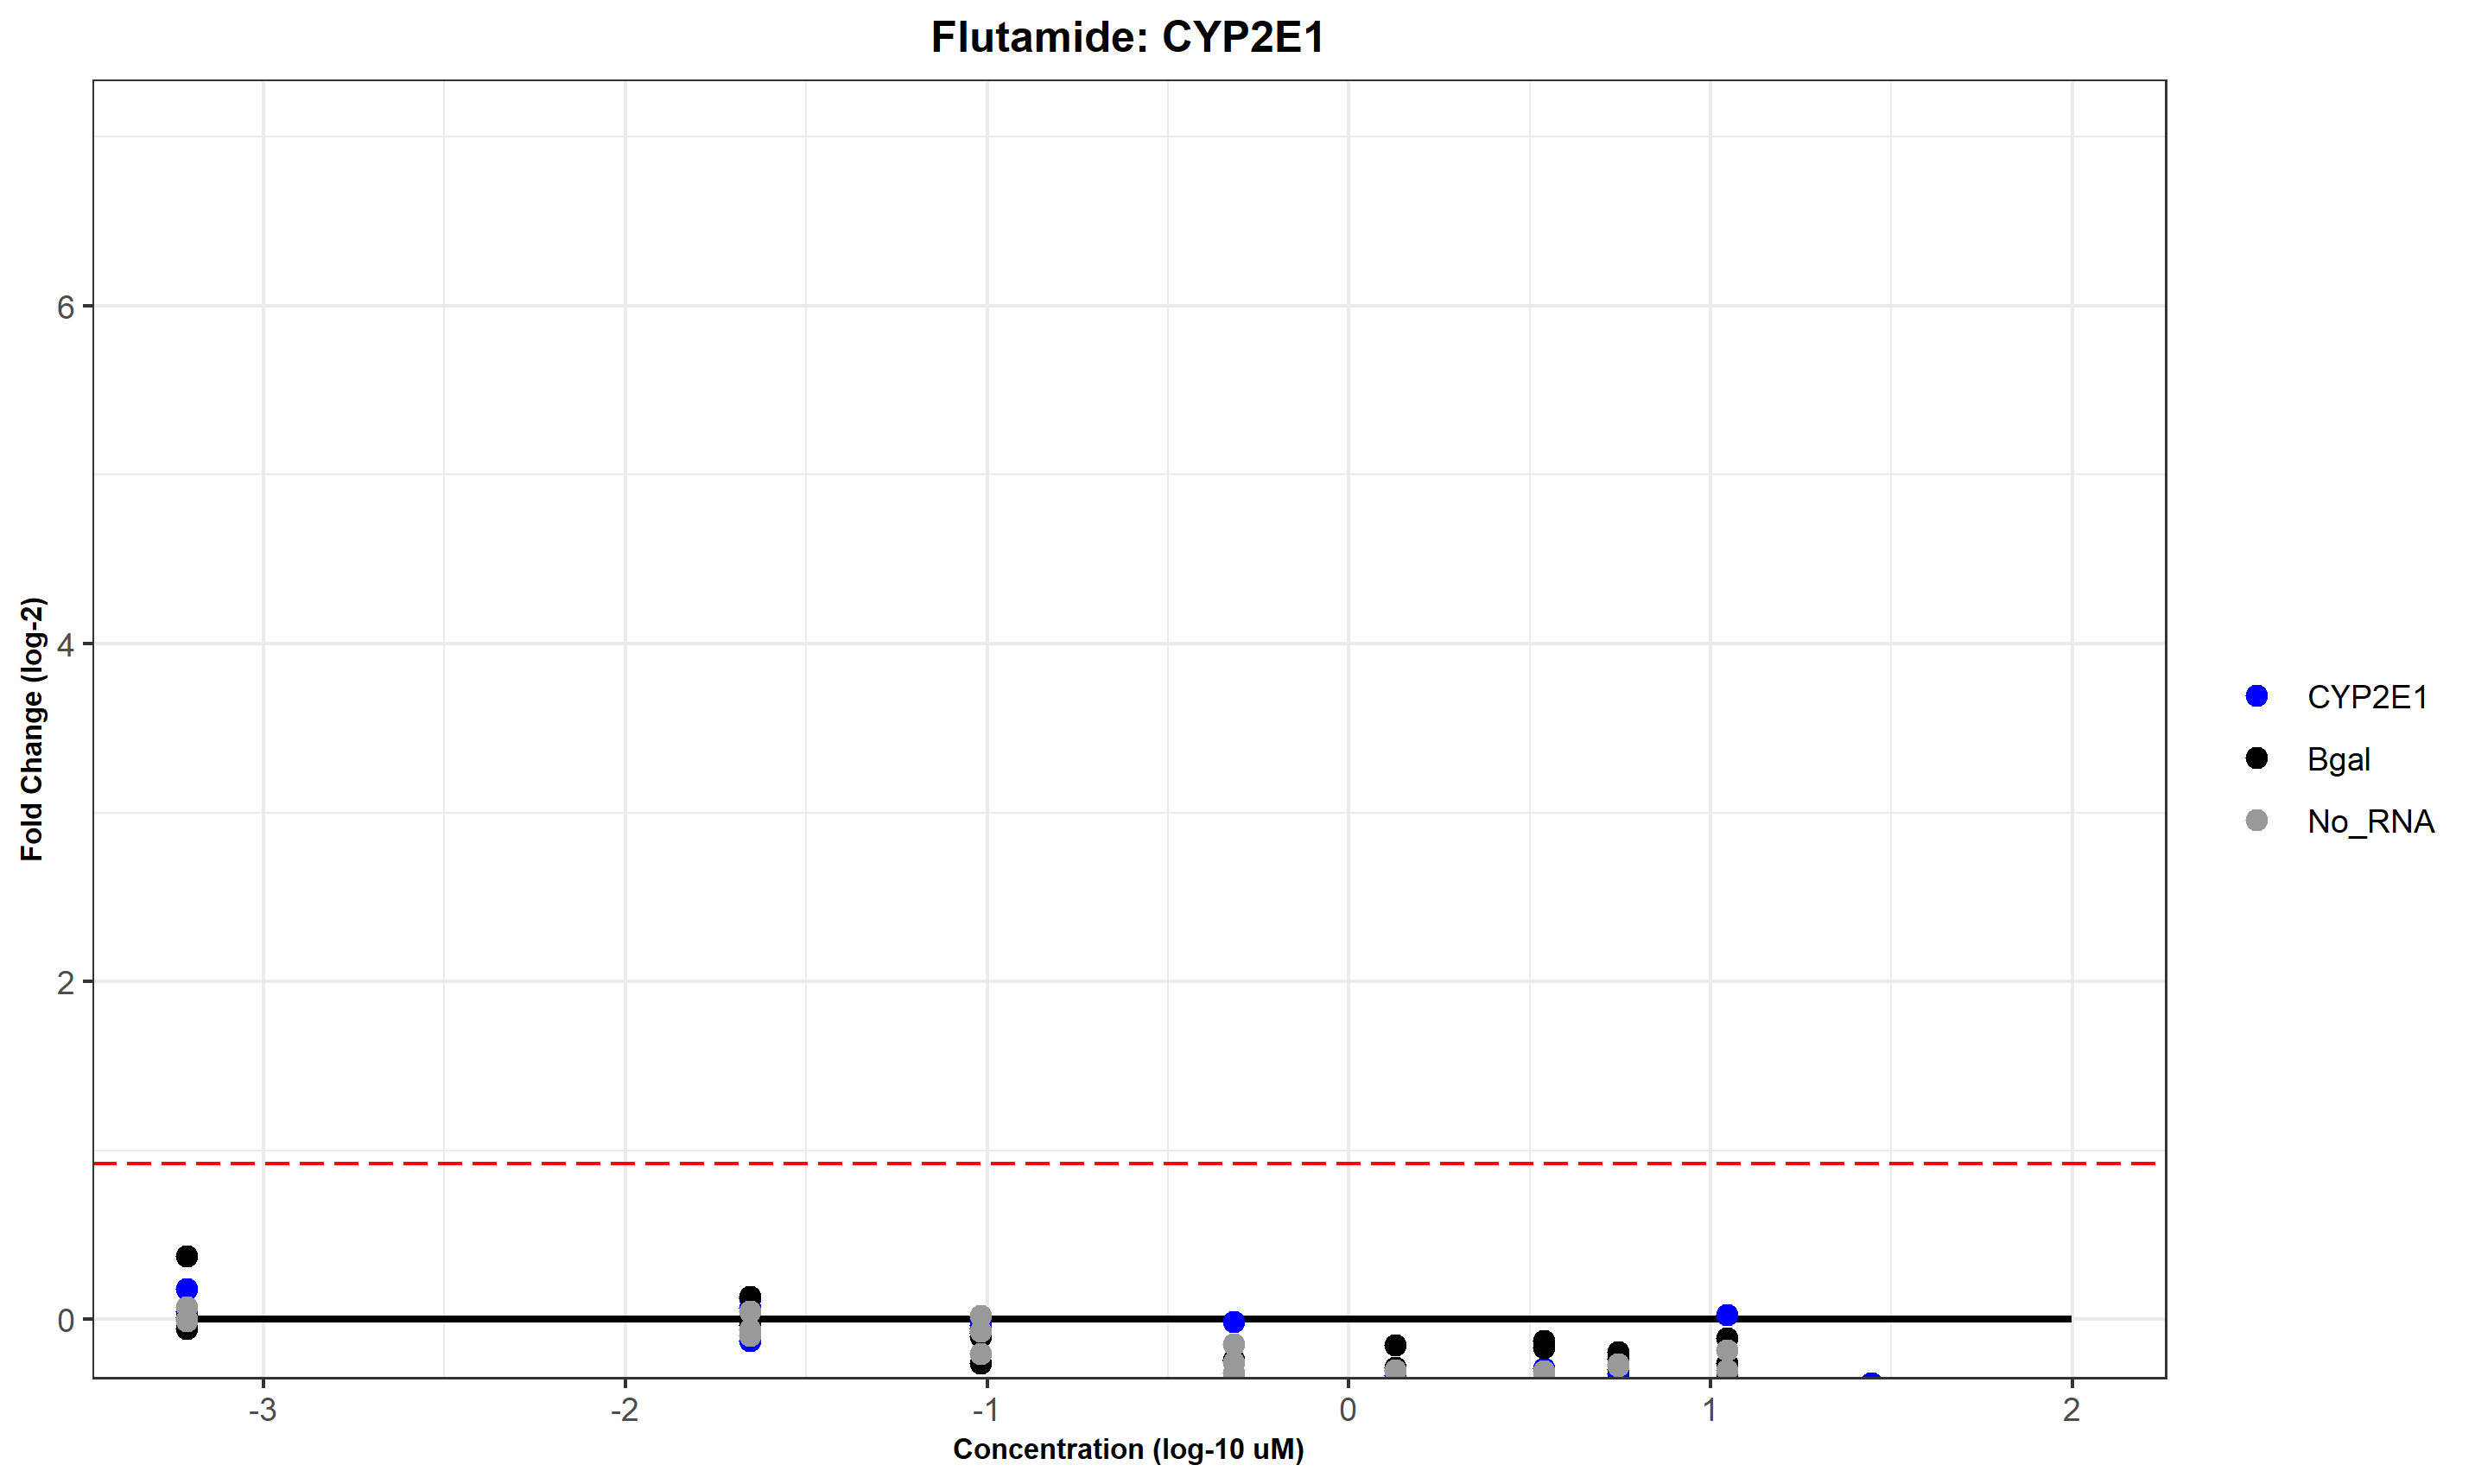 Flutamide: CYP2E1
Fold Change (log-2)
6
4
2
0
-3
-2
-1
0
1
2
Concentration (log-10 uM)
CYP2E1
Bgal
No_RNA